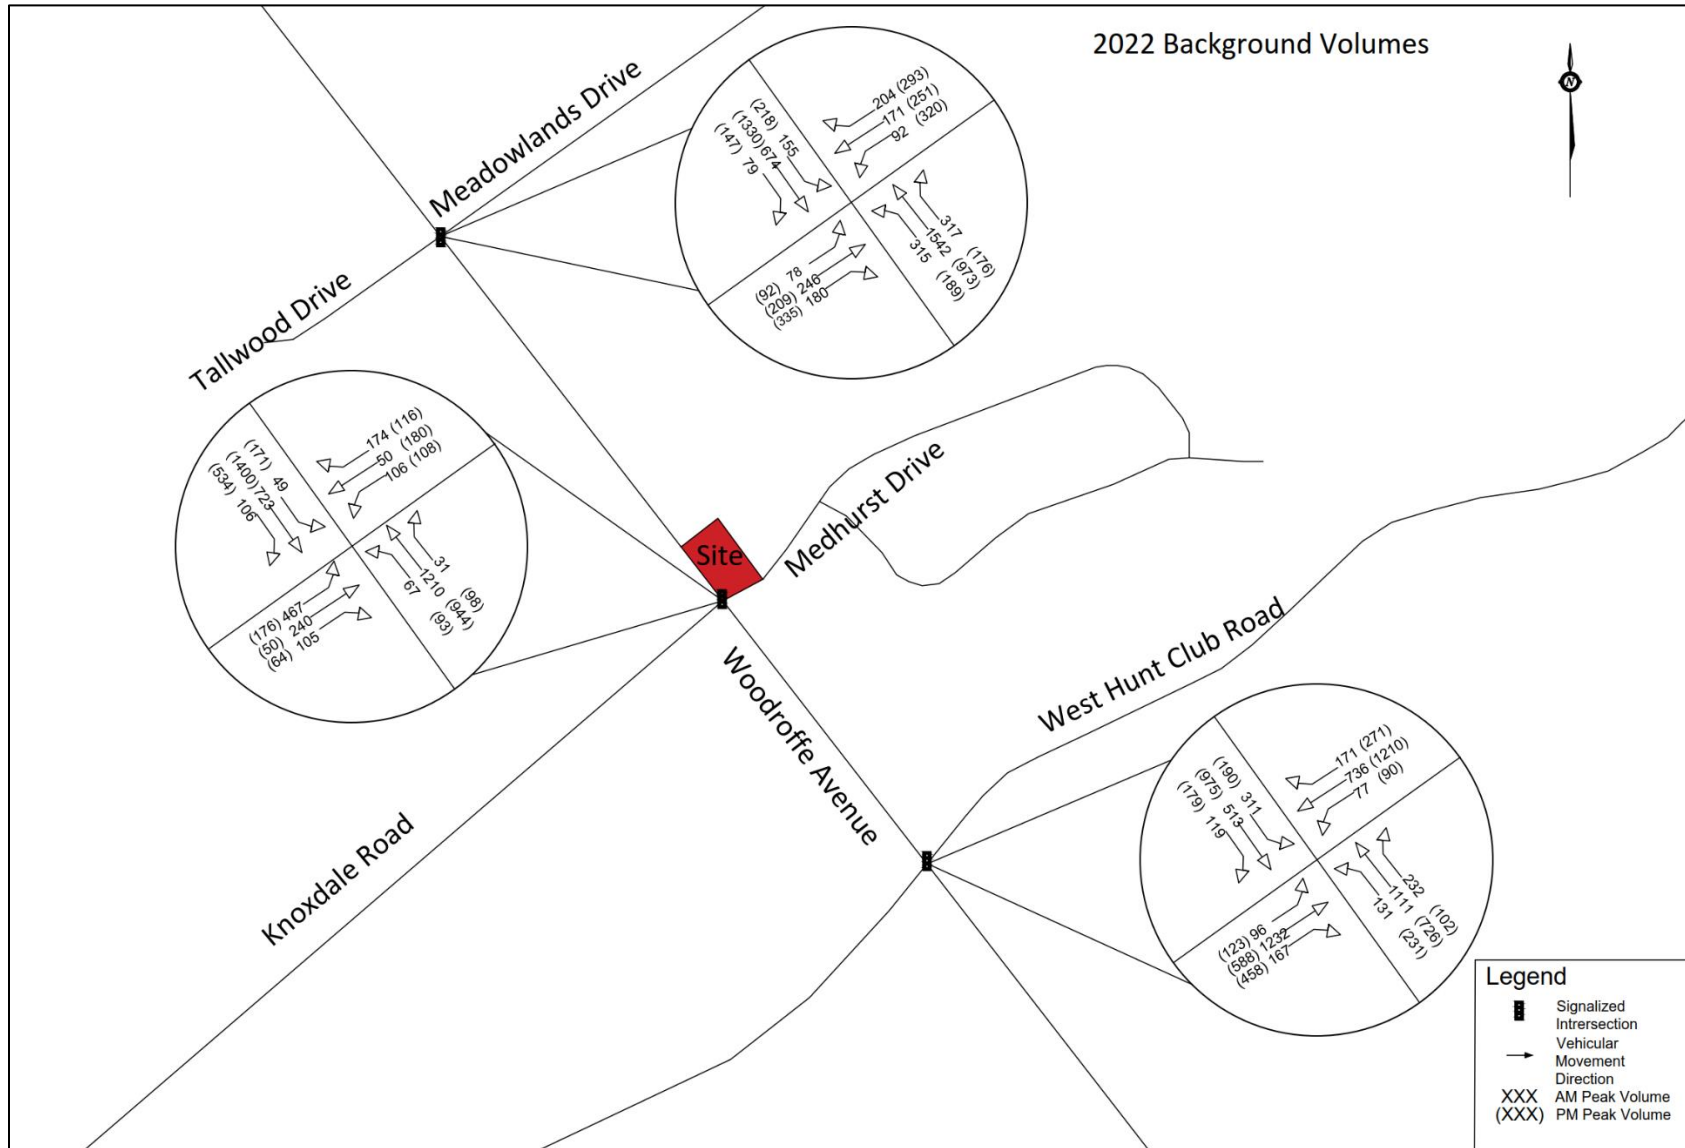 2022 Background Volumes
N
Meadowlands Drive
204 (293)
171 (251)
92 (320)
(218) 155
(1330) 674
(147) 79
317 (176)
1542 (973)
315 (189)
(92) 78
(209) 246
(335) 180
Tallwood Drive
174 (116)
50 (180)
106 (108)
(171) 49
(1400) 723
(534) 106
31 (98)
1210 (944)
67 (93)
(176) 467
(50) 240
(64) 105
Site
Medhurst Drive
West Hunt Club Road
Woodroffe Avenue
Knoxdale Road
171 (271)
736 (1210)
77 (90)
(190) 311
(975) 513
(179) 119
232 (102)
1111 (726)
131 (231)
(123) 96
(588) 1232
(458) 167
Legend
Signalized
Intrersection
Vehicular
Movement
Direction
XXX AM Peak Volume
(XXX) PM Peak Volume